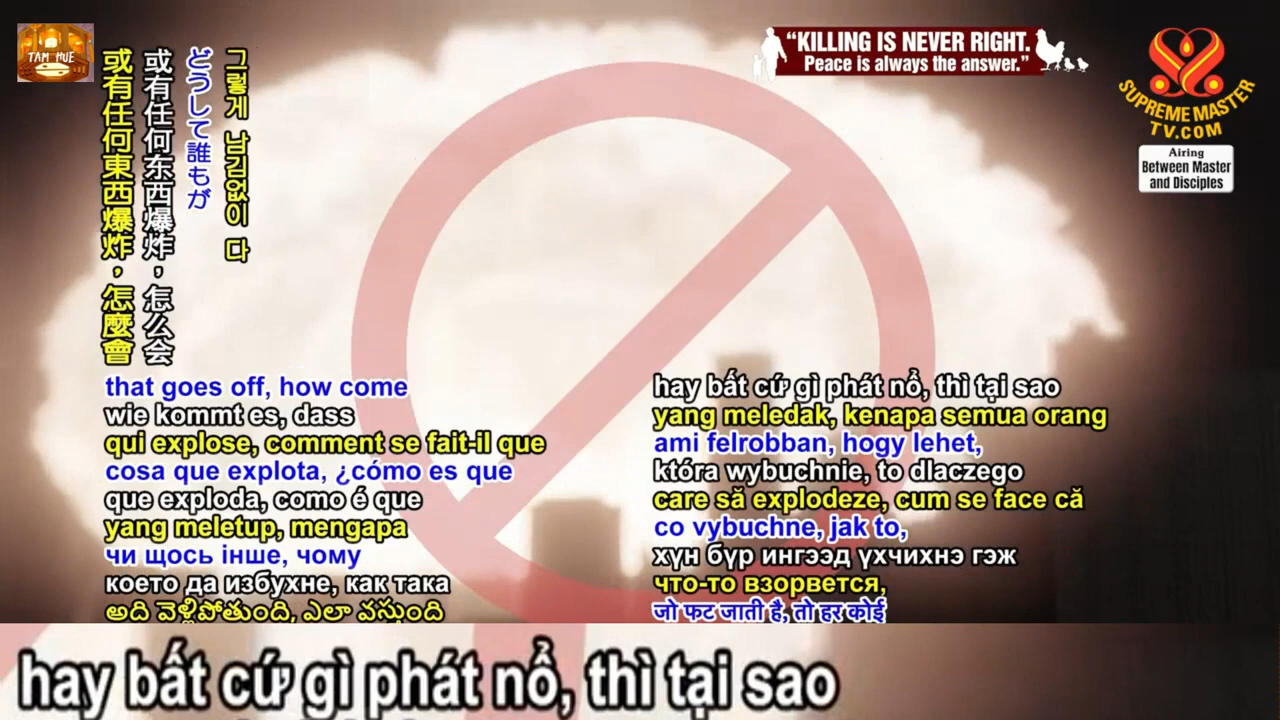 TAM HUE
“KILLING IS NEVER RIGHT.
Peace is always the answer.”
SUPREME MASTER
TV.COM
Airing
Between Master
and Disciples
그렇게 남김없이 다
どうして誰もが
或有任何东西爆炸，怎么会
或有任何東西爆炸，怎麼會
that goes off, how come
wie kommt es, dass
qui explose, comment se fait-il que
cosa que explota, ¿cómo es que
que exploda, como é que
yang meletup, mengapa
чи щось інше, чому
което да избухне, как така
అది వెళ్లిపోతుంది, ఎలా వస్తుంది
hay bất cứ gì phát nổ, thì tại sao
yang meledak, kenapa semua orang
ami felrobban, hogy lehet,
która wybuchnie, to dlaczego
care să explodeze, cum se face că
co vybuchne, jak to,
хүн бүр ингээд үхчихнэ гэж
что-то взорвется,
जो फट जाती है, तो हर कोई
hay bất cứ gì phát nổ, thì tại sao